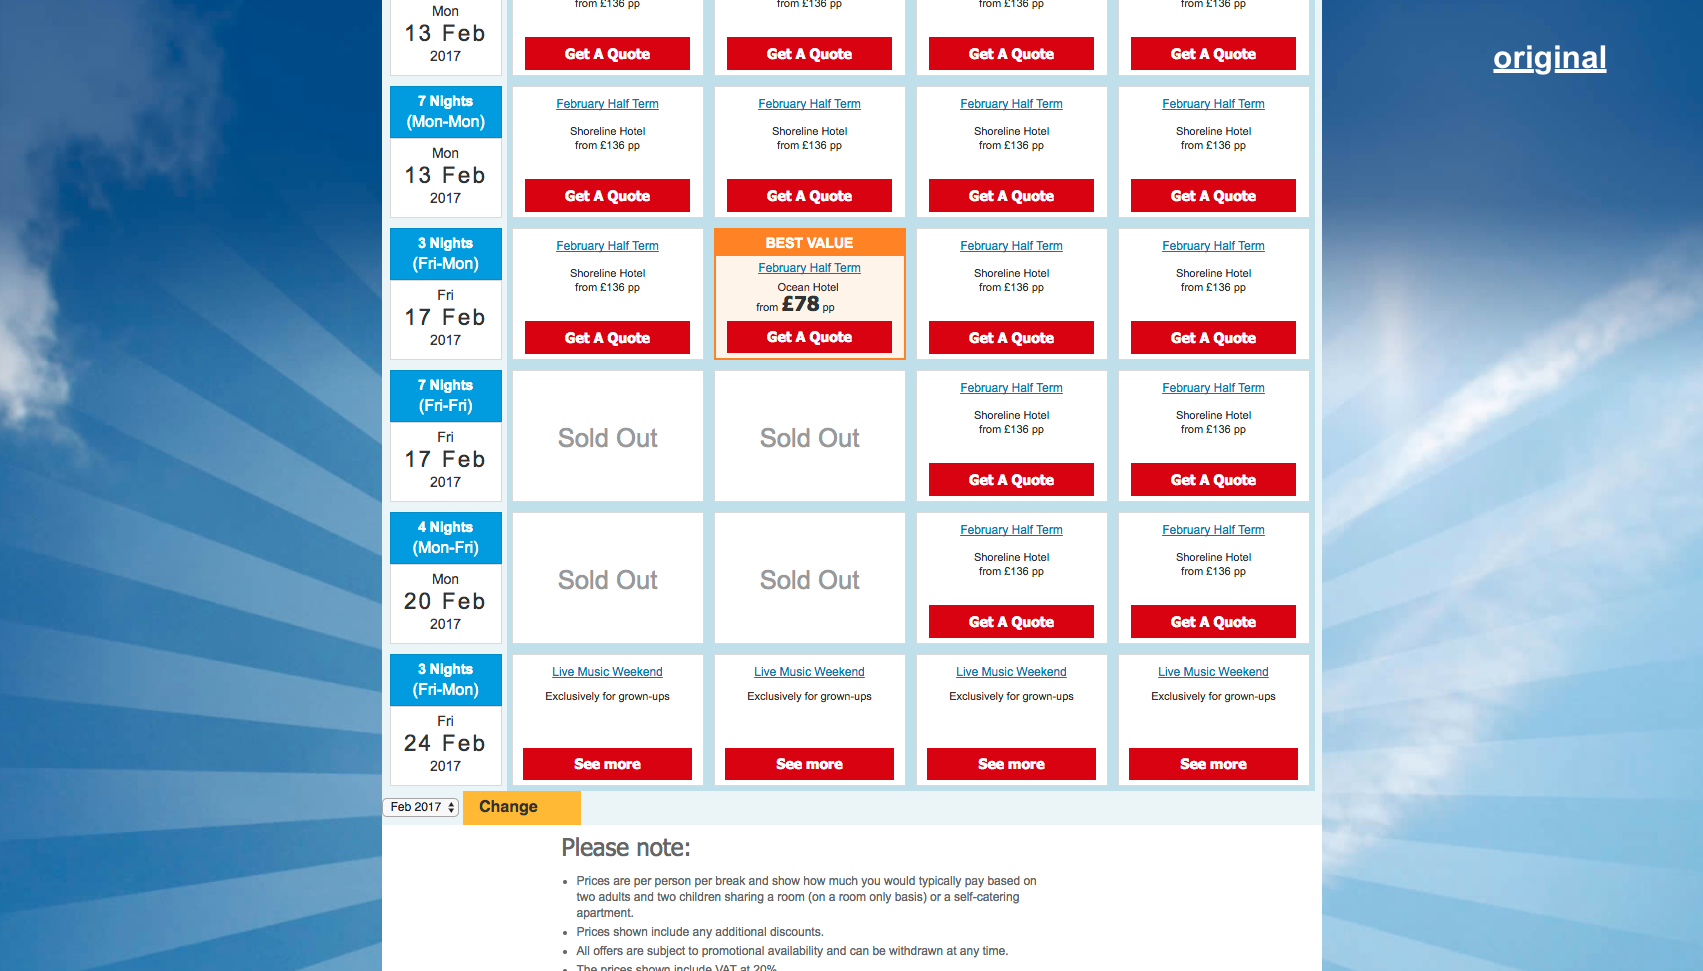 original
from £136 pp
from £136 pp
from £136 pp
from £136 pp
Mon
13 Feb
2017
Get A Quote
Get A Quote
Get A Quote
Get A Quote
7 Nights
(Mon-Mon)
Mon
13 Feb
2017
February Half Term
Shoreline Hotel
from £136 pp
Get A Quote
February Half Term
Shoreline Hotel
from £136 pp
Get A Quote
February Half Term
Shoreline Hotel
from £136 pp
Get A Quote
February Half Term
Shoreline Hotel
from £136 pp
Get A Quote
3 Nights
(Fri-Mon)
Fri
17 Feb
2017
February Half Term
Shoreline Hotel
from £136 pp
Get A Quote
BEST VALUE
February Half Term
Ocean Hotel
from £78 pp
Get A Quote
February Half Term
Shoreline Hotel
from £136 pp
Get A Quote
February Half Term
Shoreline Hotel
from £136 pp
Get A Quote
7 Nights
(Fri-Fri)
Fri
17 Feb
2017
Sold Out
Sold Out
February Half Term
Shoreline Hotel
from £136 pp
Get A Quote
February Half Term
Shoreline Hotel
from £136 pp
Get A Quote
4 Nights
(Mon-Fri)
Mon
20 Feb
2017
Sold Out
Sold Out
February Half Term
Shoreline Hotel
from £136 pp
Get A Quote
February Half Term
Shoreline Hotel
from £136 pp
Get A Quote
3 Nights
(Fri-Mon)
Fri
24 Feb
2017
Live Music Weekend
Exclusively for grown-ups
See more
Live Music Weekend
Exclusively for grown-ups
See more
Live Music Weekend
Exclusively for grown-ups
See more
Live Music Weekend
Exclusively for grown-ups
See more
Feb 2017
Change
Please note:
• Prices are per person per break and show how much you would typically pay based on
two adults and two children sharing a room (on a room only basis) or a self-catering
apartment.
• Prices shown include any additional discounts.
• All offers are subject to promotional availability and can be withdrawn at any time.
• The prices shown include VAT at 20%